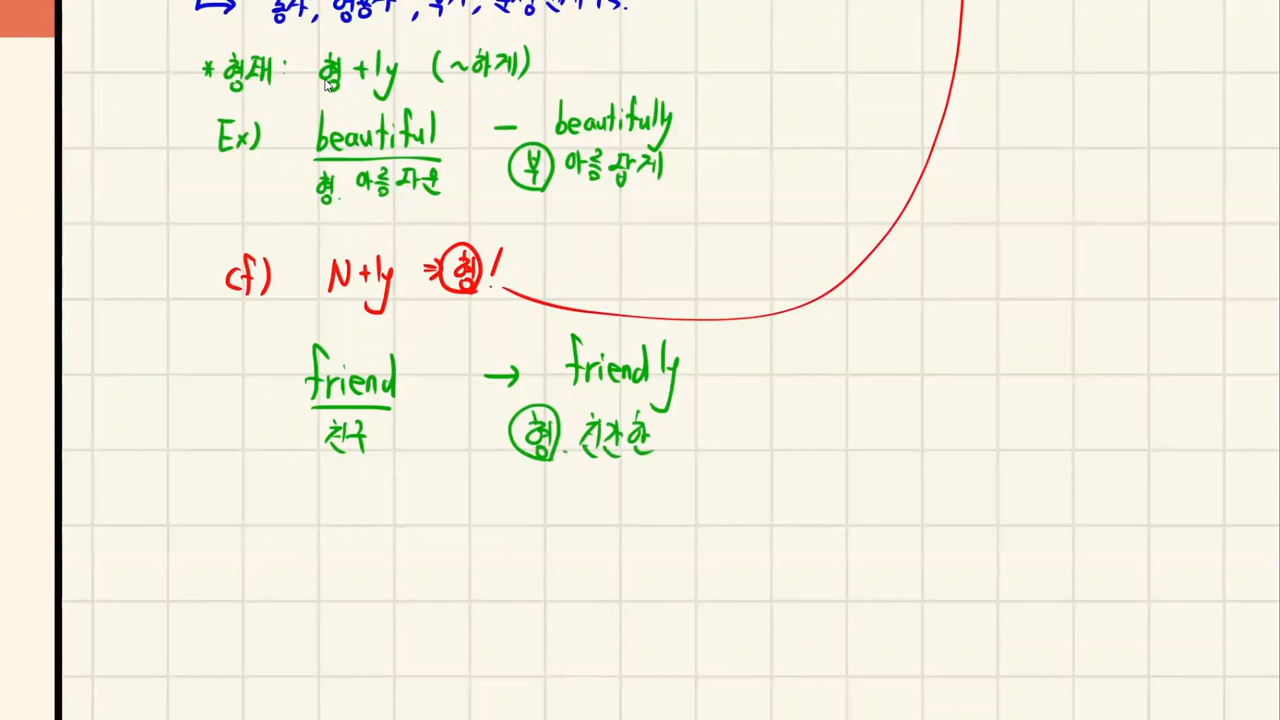 * 형태: 형 + ly (~하게)
Ex) beautiful - beautifully
형. 아름다운 부 아름답게
cf) N+ly ⇒ 형!
friend → friendly
친구 형. 친근한